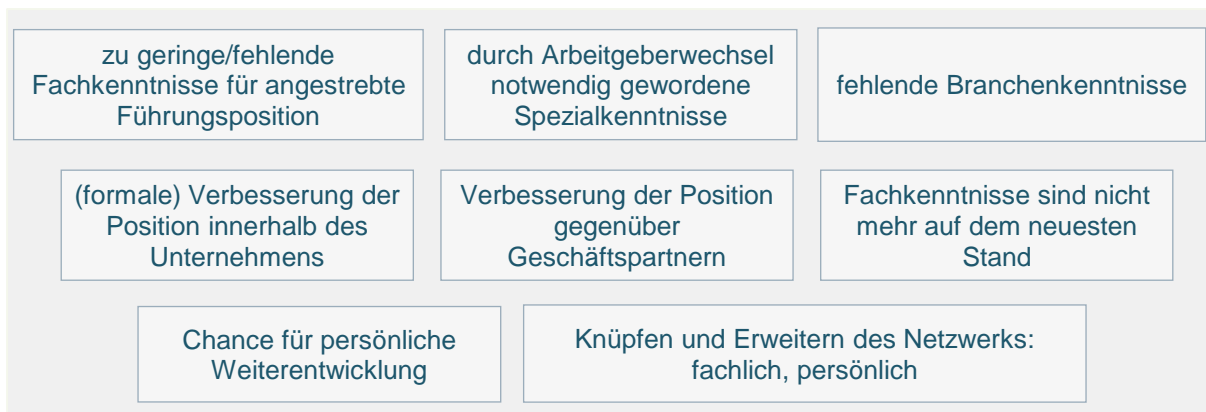 zu geringe/fehlende
Fachkenntnisse für angestrebte
Führungsposition
durch Arbeitgeberwechsel
notwendig gewordene
Spezialkenntnisse
fehlende Branchenkenntnisse
(formale) Verbesserung der
Position innerhalb des
Unternehmens
Verbesserung der Position
gegenüber
Geschäftspartnern
Fachkenntnisse sind nicht
mehr auf dem neuesten
Stand
Chance für persönliche
Weiterentwicklung
Knüpfen und Erweitern des Netzwerks:
fachlich, persönlich